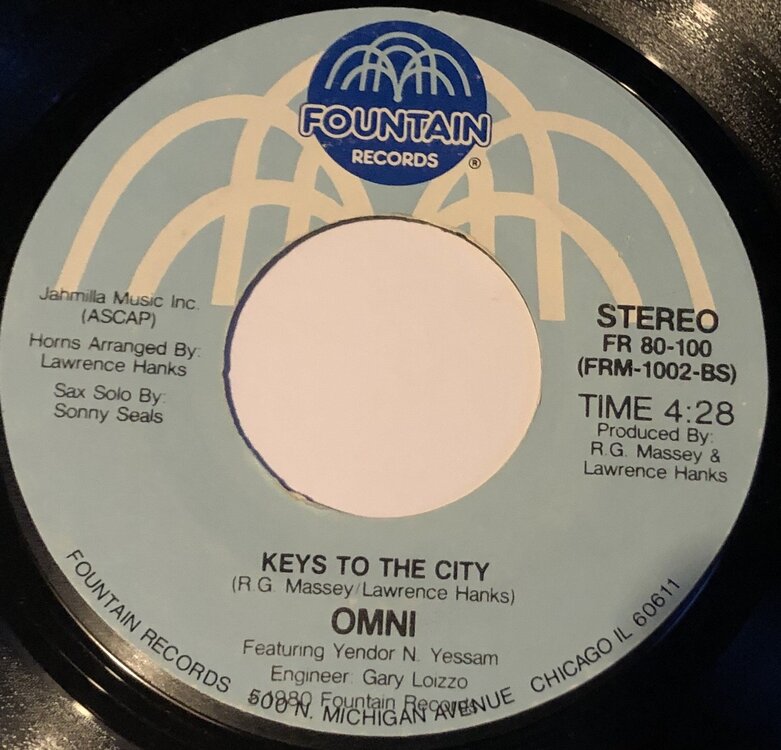 FOUNTAIN
RECORDS ®
Jahmilla Music Inc.
(ASCAP)
Horns Arranged By:
Lawrence Hanks
Sax Solo By:
Sonny Seals
STEREO
FR 80-100
(FRM-1002-BS)
TIME 4:28
Produced By:
R.G. Massey &
Lawrence Hanks
KEYS TO THE CITY
(R.G. Massey/Lawrence Hanks)
OMNI
Featuring Yendor N. Yessam
Engineer: Gary Loizzo
1980 Fountain Records
FOUNTAIN RECORDS 500 N. MICHIGAN AVENUE CHICAGO IL 60611